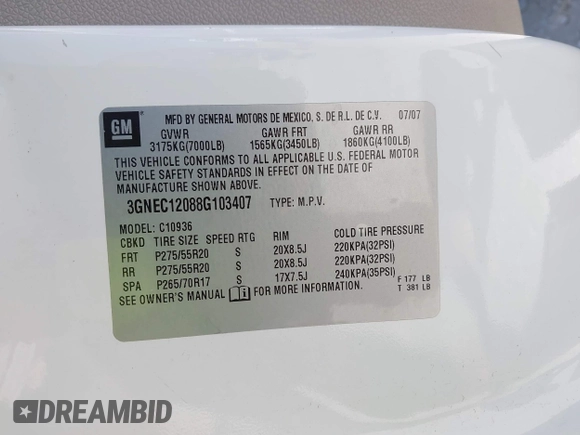 GM
MFD BY GENERAL MOTORS DE MEXICO, S. DE R.L. DE C.V. 07/07
GVWR GAWR FRT GAWR RR
3175KG(7000LB) 1565KG(3450LB) 1860KG(4100LB)
THIS VEHICLE CONFORMS TO ALL APPLICABLE U.S. FEDERAL MOTOR
VEHICLE SAFETY STANDARDS IN EFFECT ON THE DATE OF
MANUFACTURE SHOWN ABOVE.
3GNEC12088G103407 TYPE: M.P.V.
MODEL: C10936
CBKD TIRE SIZE SPEED RTG RIM COLD TIRE PRESSURE
FRT P275/55R20 S 20X8.5J 220KPA(32PSI)
RR P275/55R20 S 20X8.5J 220KPA(32PSI)
SPA P265/70R17 S 17X7.5J 240KPA(35PSI) F 177 LB
SEE OWNER'S MANUAL FOR MORE INFORMATION. T 381 LB
DREAMBID